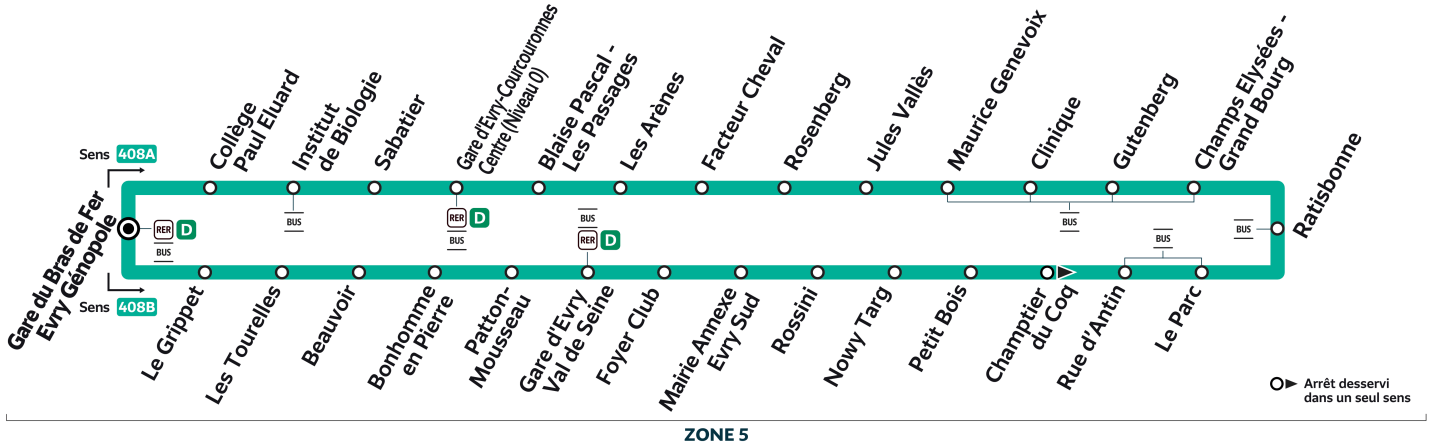 Sens 408A
Collège
Paul Eluard
Institut
de Biologie
Sabatier
Gare d'Evry-Courcouronnes
Centre (Niveau 0)
Blaise Pascal -
Les Passages
Les Arènes
Facteur Cheval
Rosenberg
Jules Vallès
Maurice Genevoix
Clinique
Gutenberg
Champs Elysées -
Grand Bourg
Ratisbonne
Gare du Bras de Fer
Evry Génopole
RER D
BUS
BUS
RER D
BUS
BUS
RER D
BUS
BUS
BUS
Sens 408B
Le Grippet
Les Tourelles
Beauvoir
Bonhomme
en Pierre
Patton-
Mousseau
Gare d'Evry
Val de Seine
Foyer Club
Mairie Annexe
Evry Sud
Rossini
Nowy Targ
Petit Bois
Champtier
du Coq
Rue d'Antin
Le Parc
Arrêt desservi
dans un seul sens
ZONE 5